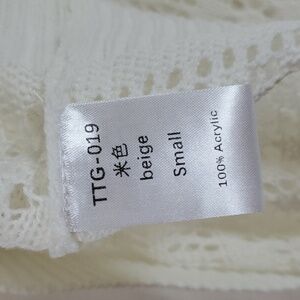 TTG-019
米色
beige
Small
100% Acrylic